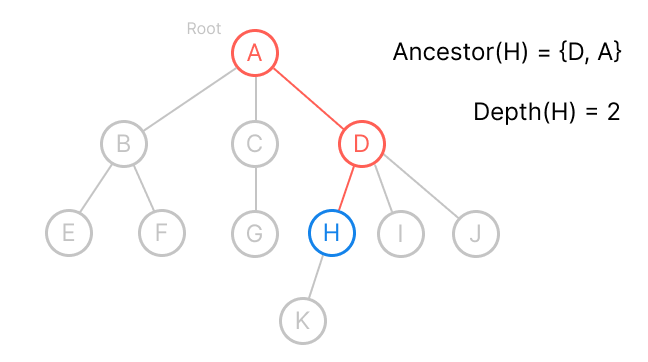 Root
A
Ancestor(H) = {D, A}
Depth(H) = 2
B
C
D
E
F
G
H
I
J
K